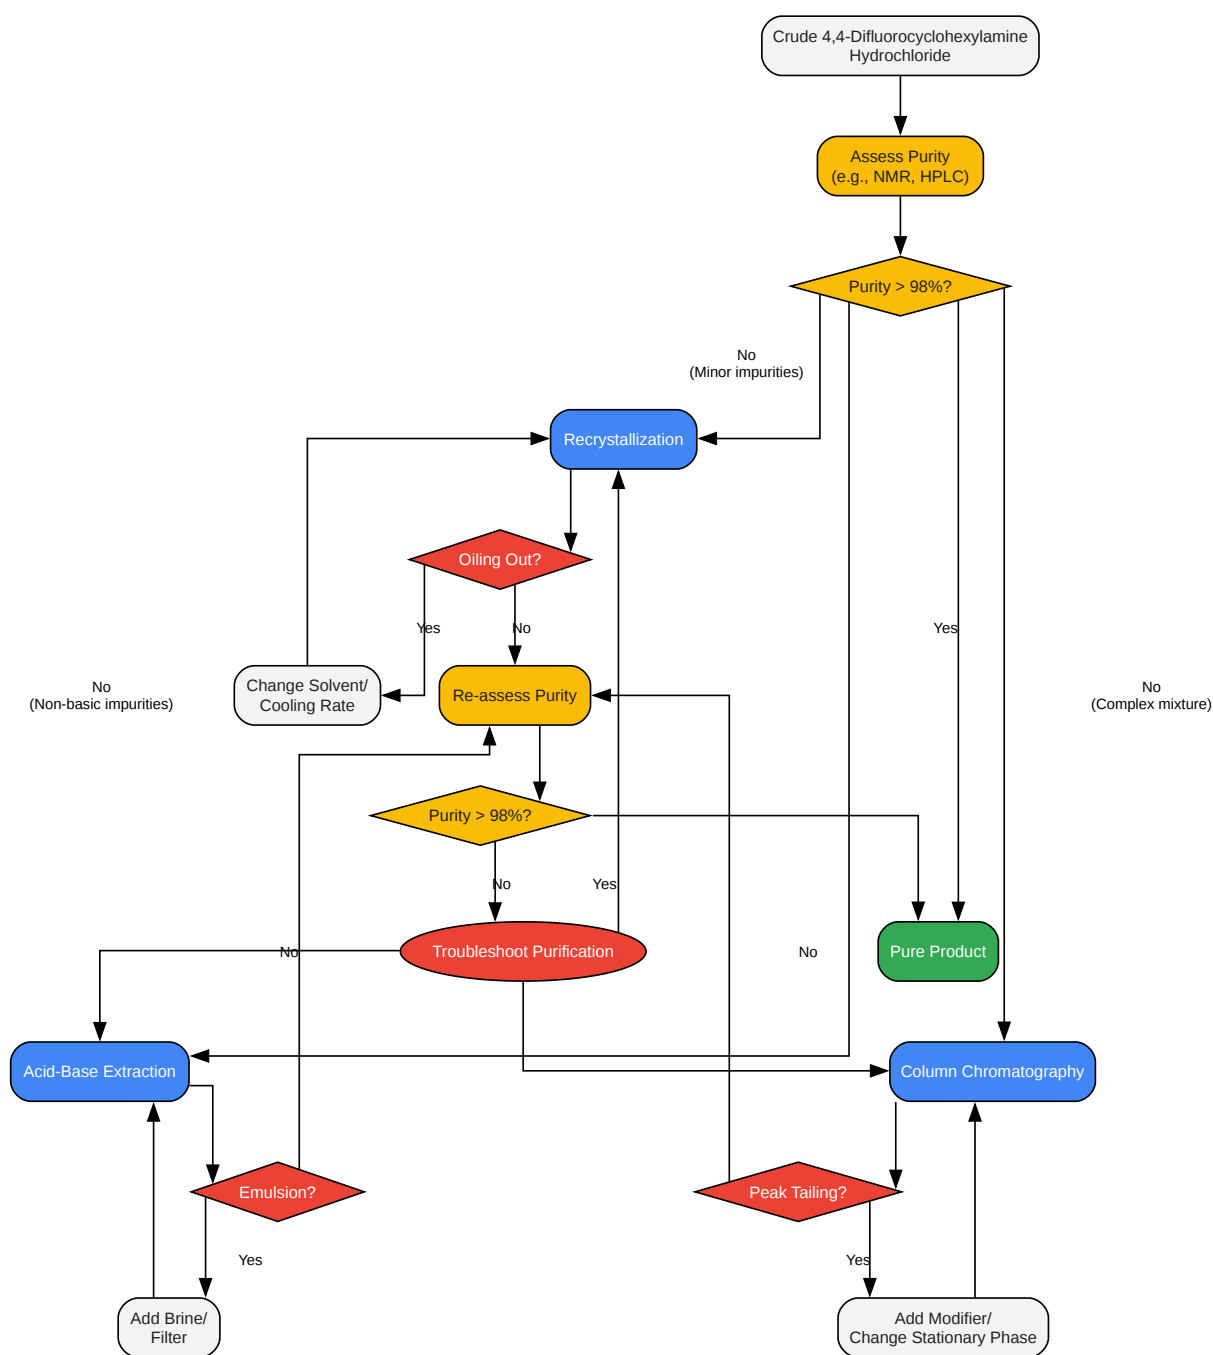 Crude 4,4-Difluorocyclohexylamine
Hydrochloride
Assess Purity
(e.g., NMR, HPLC)
Purity > 98%?
No
(Minor impurities)
Recrystallization
Oiling Out?
Yes
No
Yes
Change Solvent/
Cooling Rate
Re-assess Purity
No
(Non-basic impurities)
No
(Complex mixture)
Purity > 98%?
No
Yes
Troubleshoot Purification
No
No
Pure Product
Acid-Base Extraction
Column Chromatography
Emulsion?
Peak Tailing?
Yes
Yes
Add Brine/
Filter
Add Modifier/
Change Stationary Phase